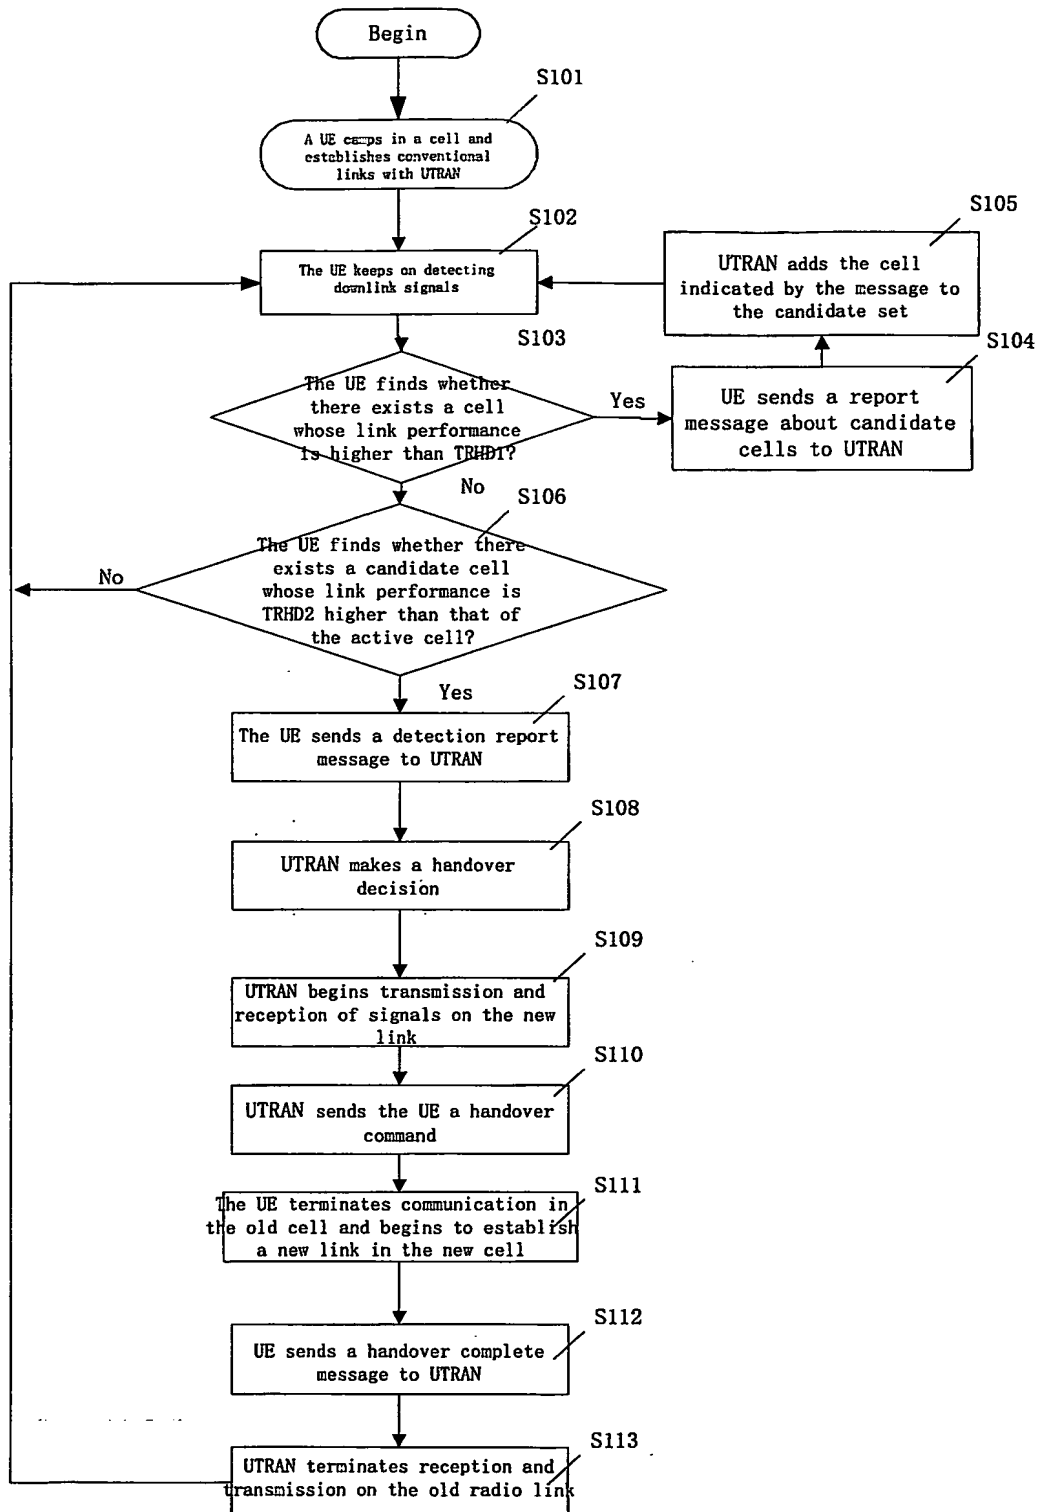 Begin
S101
A UE camps in a cell and
establishes conventional
links with UTRAN
S102
The UE keeps on detecting
downlink signals
S105
UTRAN adds the cell
indicated by the message to
the candidate set
S103
The UE finds whether
there exists a cell
whose link performance
is higher than TRHD1?
Yes
S104
UE sends a report
message about candidate
cells to UTRAN
No
S106
The UE finds whether there
exists a candidate cell
whose link performance is
TRHD2 higher than that of
the active cell?
No
Yes
S107
The UE sends a detection report
message to UTRAN
S108
UTRAN makes a handover
decision
S109
UTRAN begins transmission and
reception of signals on the new
link
S110
UTRAN sends the UE a handover
command
S111
The UE terminates communication in
the old cell and begins to establish
a new link in the new cell
S112
UE sends a handover complete
message to UTRAN
S113
UTRAN terminates reception and
transmission on the old radio link